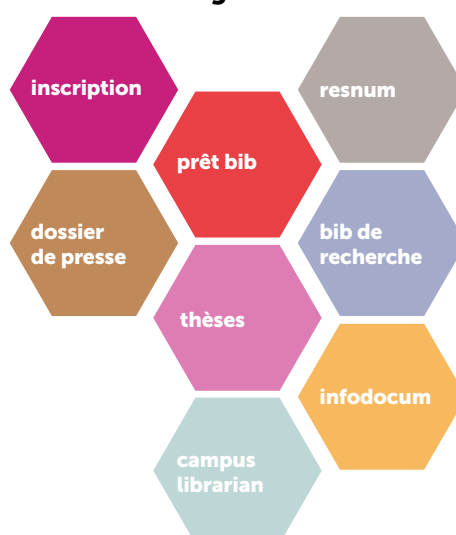 inscription
resnum
prêt bib
dossier
de presse
bib de
recherche
thèses
infodocum
campus
librarian